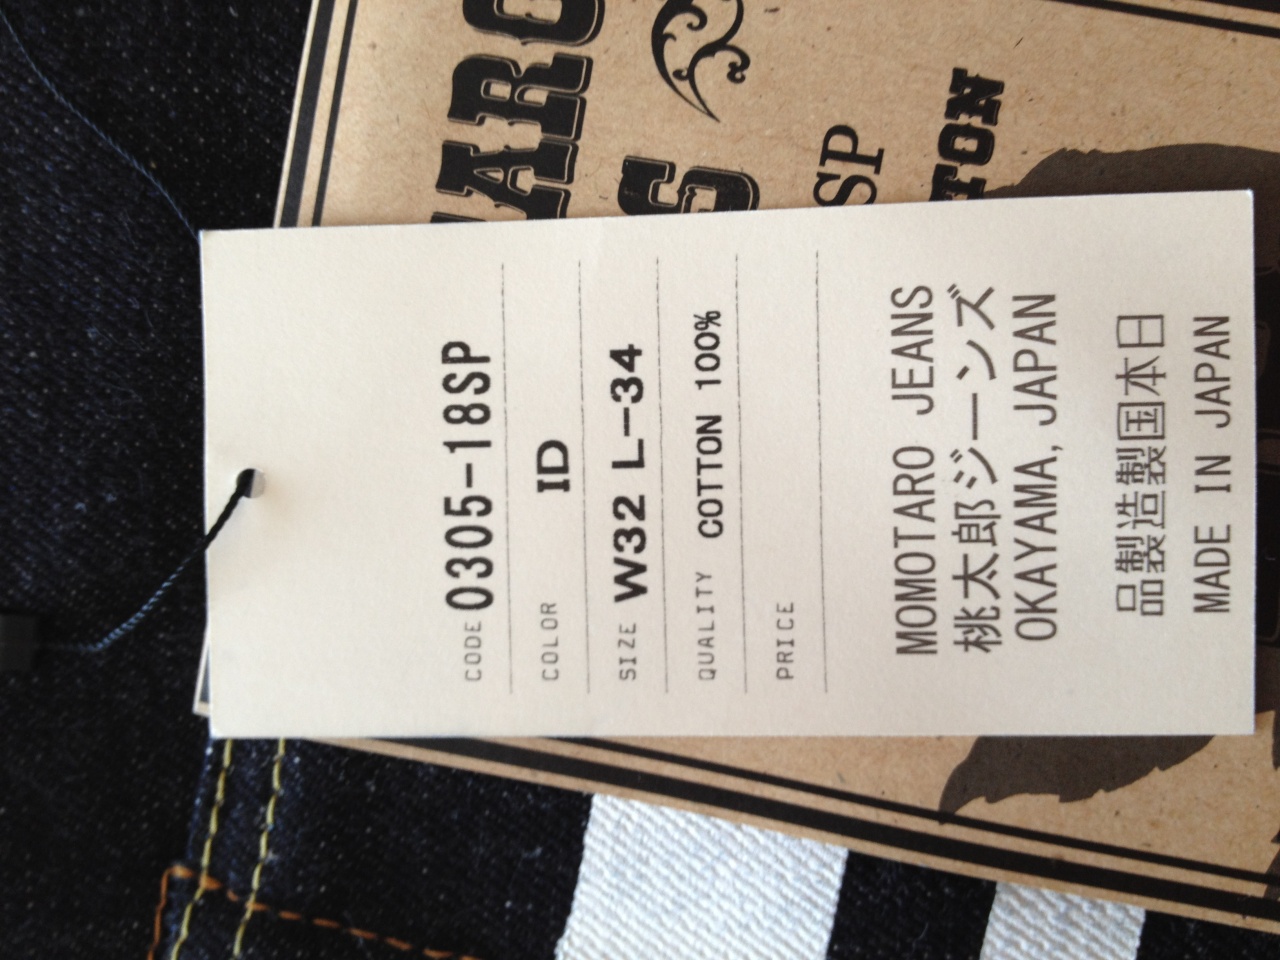 CODE 0305-18SP
COLOR ID
SIZE W32 L-34
QUALITY COTTON 100%
PRICE
MOMOTARO JEANS
桃太郎ジーンズ
OKAYAMA, JAPAN
品製造製国本日
MADE IN JAPAN